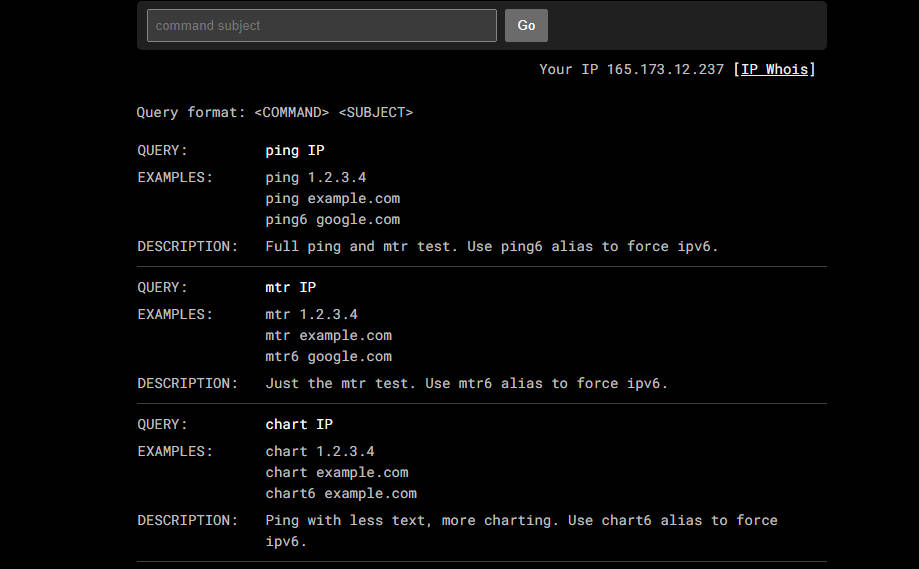 command subject
Go
Your IP 165.173.12.237 [IP Whois]
Query format: <COMMAND> <SUBJECT>
QUERY: ping IP
EXAMPLES: ping 1.2.3.4
ping example.com
ping6 google.com
DESCRIPTION: Full ping and mtr test. Use ping6 alias to force ipv6.
QUERY: mtr IP
EXAMPLES: mtr 1.2.3.4
mtr example.com
mtr6 google.com
DESCRIPTION: Just the mtr test. Use mtr6 alias to force ipv6.
QUERY: chart IP
EXAMPLES: chart 1.2.3.4
chart example.com
chart6 example.com
DESCRIPTION: Ping with less text, more charting. Use chart6 alias to force
ipv6.